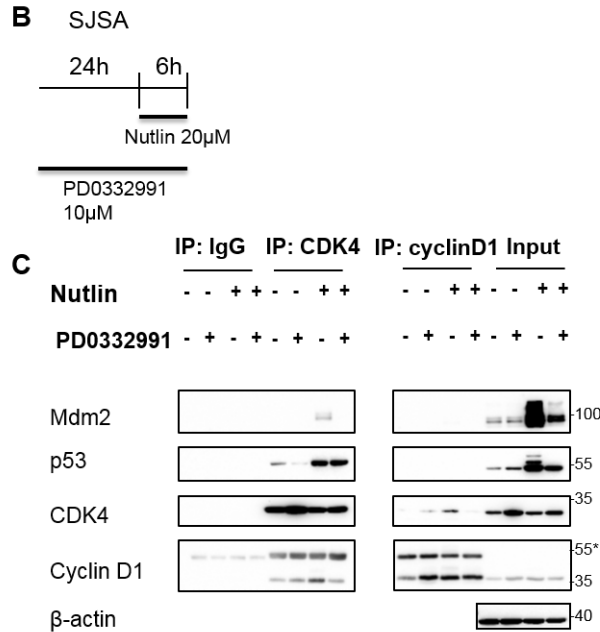 B
SJSA
24h 6h
Nutlin 20µM
PD0332991
10µM
C
IP: IgG IP: CDK4 IP: cyclinD1 Input
Nutlin - - + + - - + + - - + + - - + +
PD0332991 - + - + - + - + - + - + - + - +
Mdm2 -100
p53 -55
CDK4 -35
Cyclin D1 -55*
-35
β-actin -40